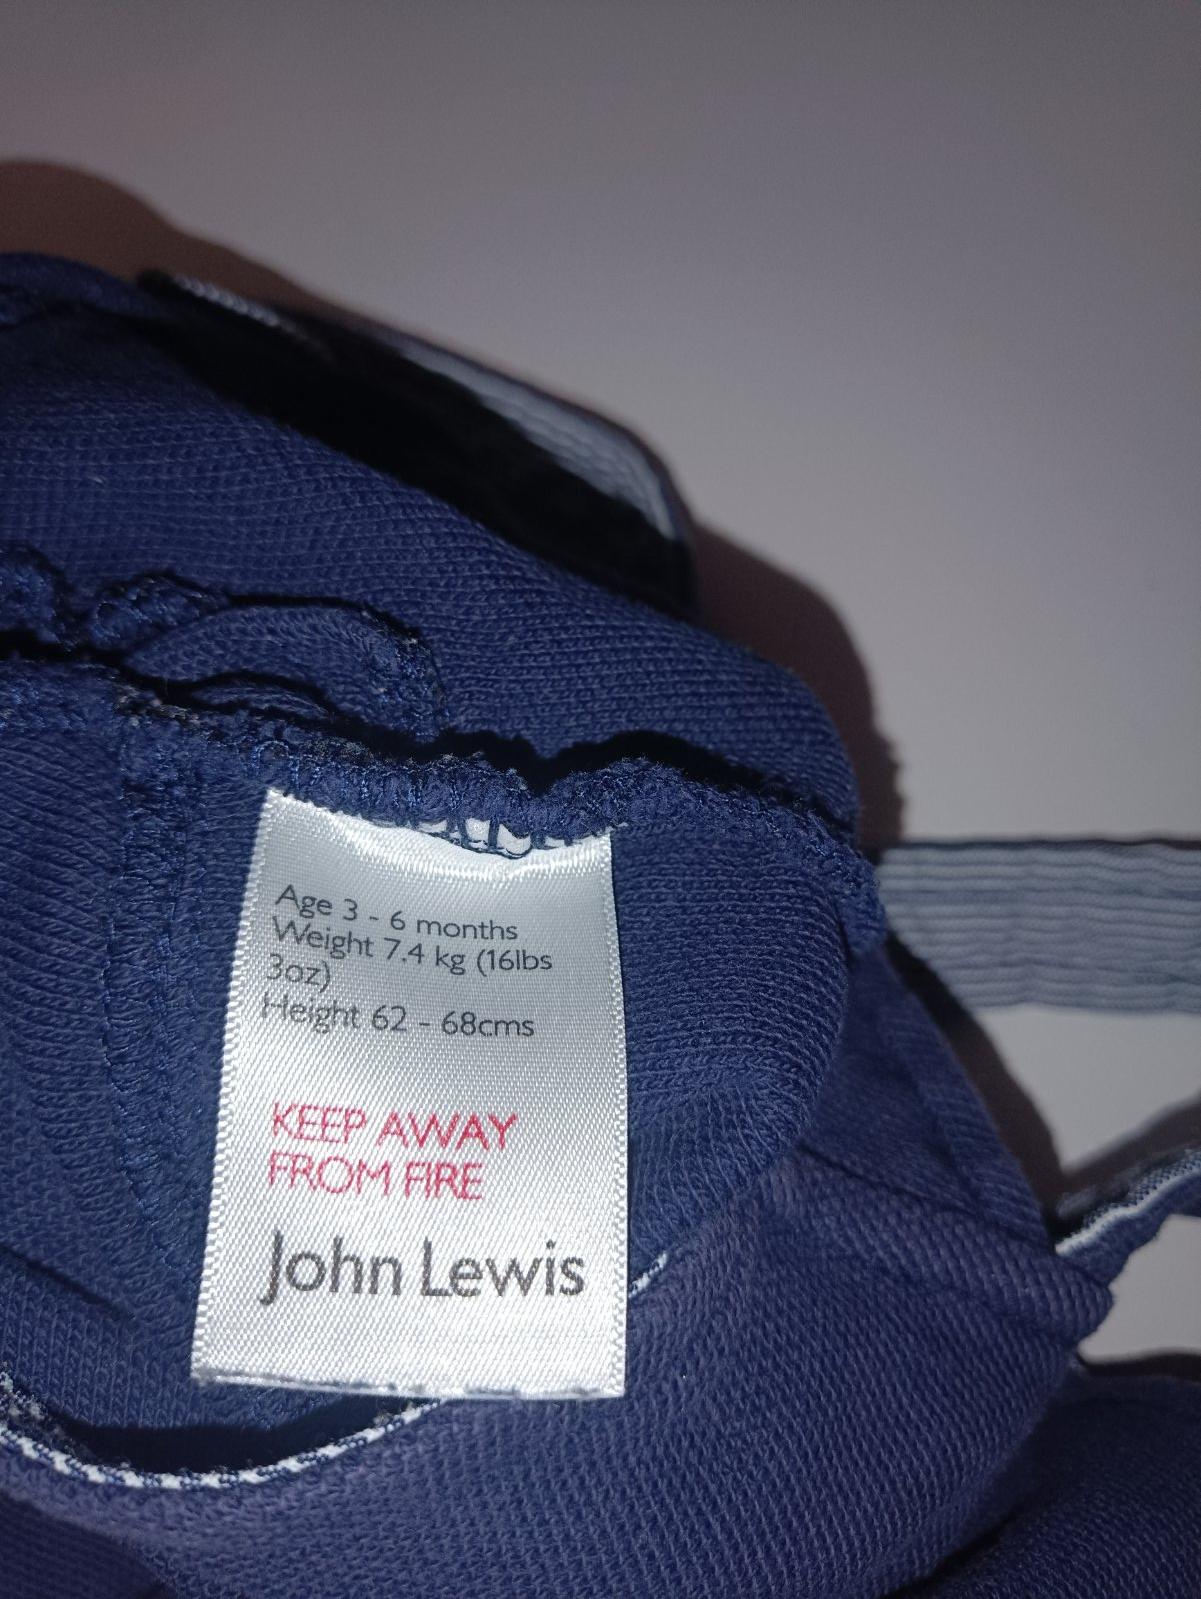 Age 3 - 6 months
Weight 7.4 kg (16lbs
3oz)
Height 62 - 68cms
KEEP AWAY
FROM FIRE
John Lewis